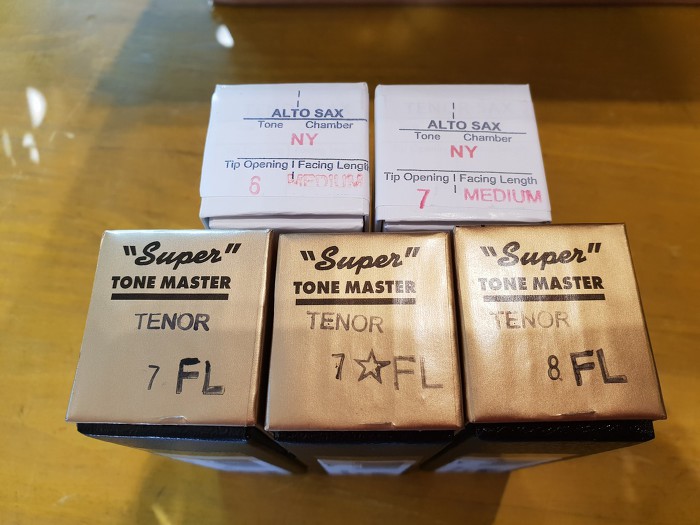 ALTO SAX
Tone Chamber
NY
Tip Opening Facing Length
6 MEDIUM
ALTO SAX
Tone Chamber
NY
Tip Opening Facing Length
7 MEDIUM
"Super"
TONE MASTER
TENOR
7 FL
"Super"
TONE MASTER
TENOR
7☆FL
"Super"
TONE MASTER
TENOR
8 FL